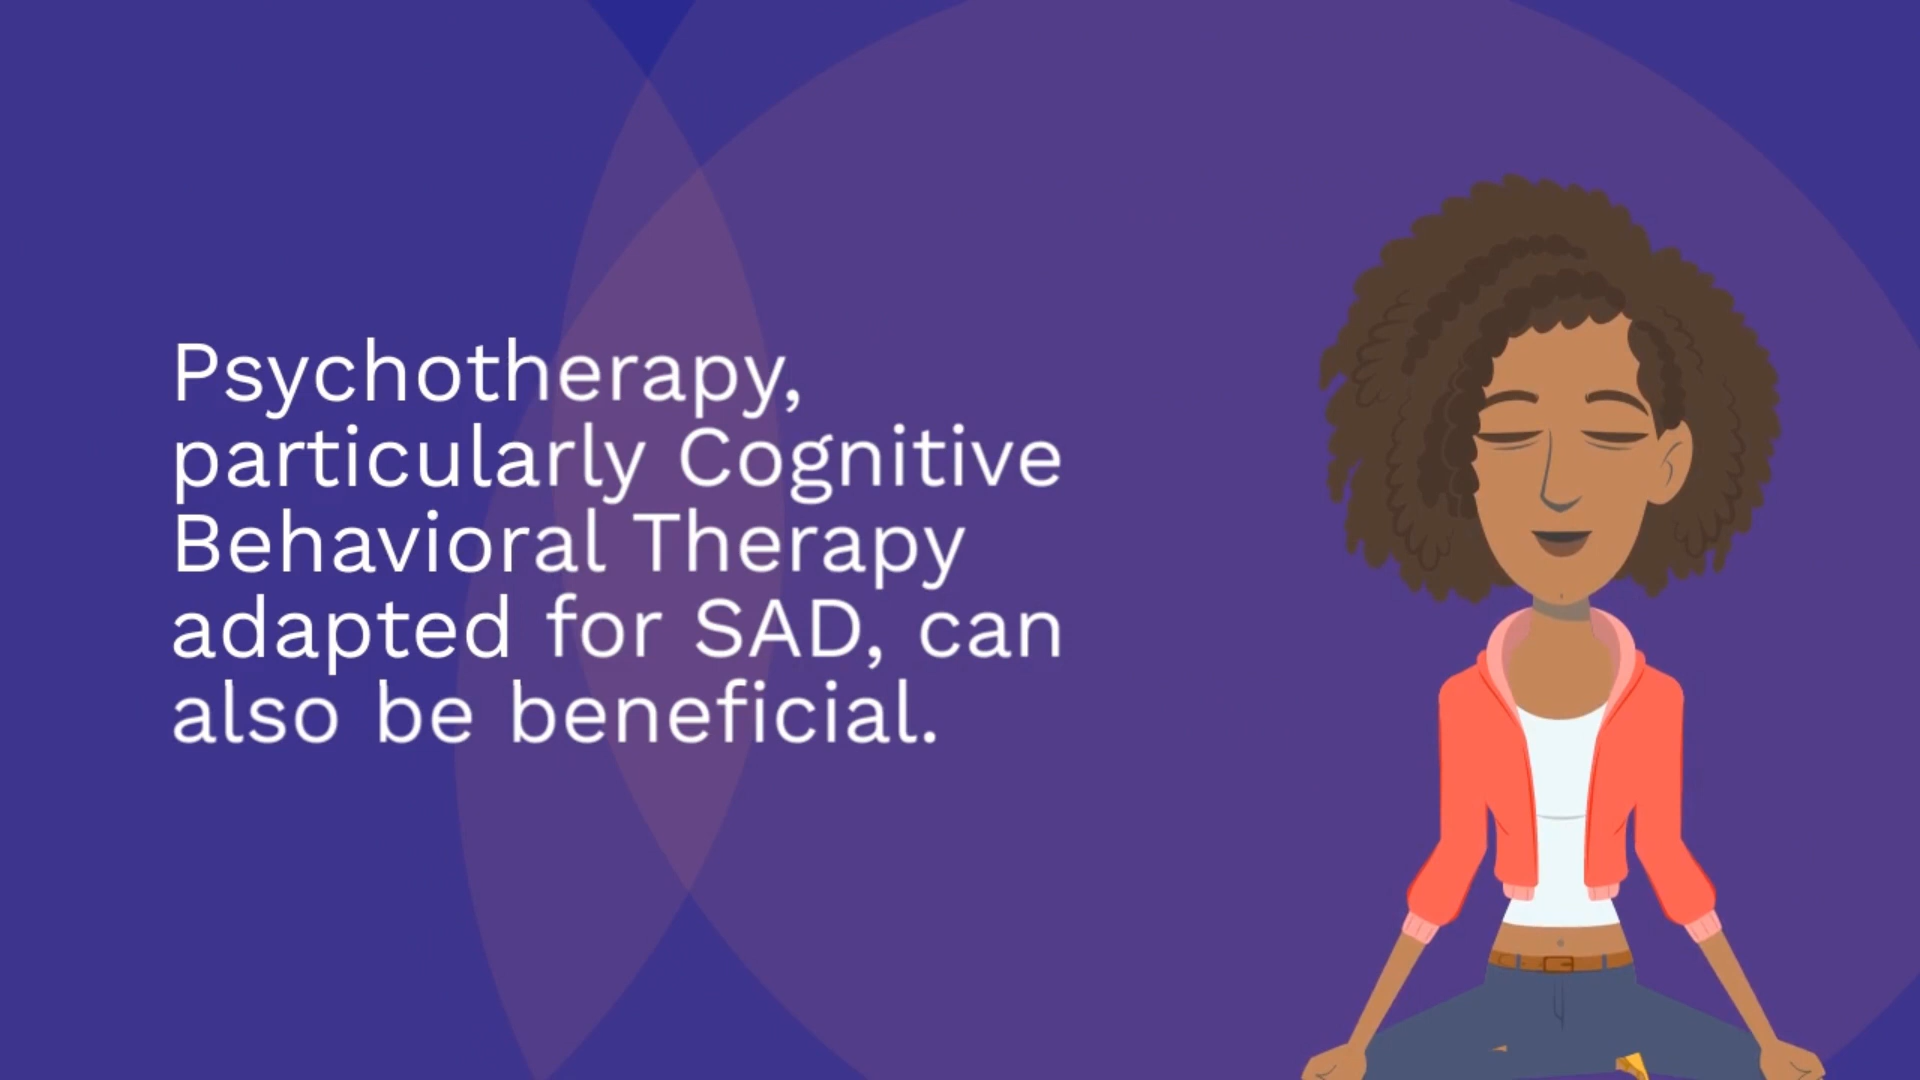 Psychotherapy,
particularly Cognitive
Behavioral Therapy
adapted for SAD, can
also be beneficial.